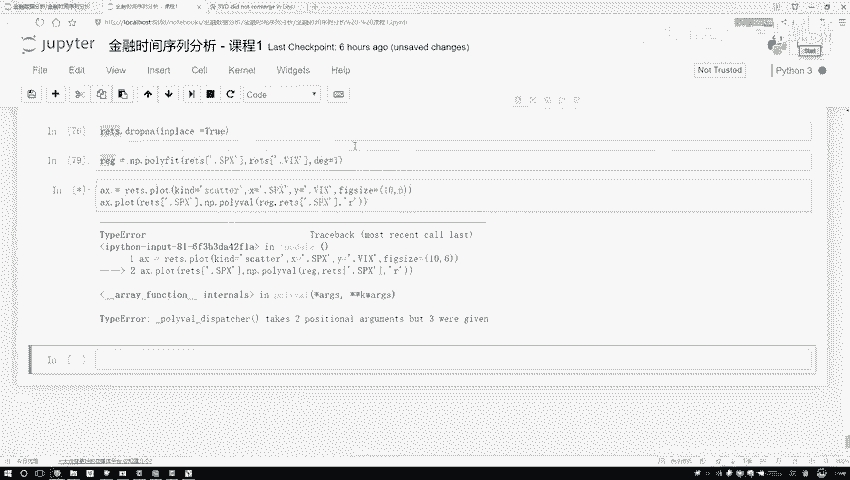 jupyter 金融时间序列分析 - 课程1 Last Checkpoint: 6 hours ago (unsaved changes)
Start
File Edit View Insert Cell Kernel Widgets Help
Not Trusted
Python 3
Code
In [76] rets.dropna(inplace =True)
In [79] reg = np.polyfit(rets['.SPX'],rets['.VIX'],deg=1)
In [*] ax = rets.plot(kind='scatter',x='.SPX',y='.VIX',figsize=(10,6))
ax.plot(rets['.SPX'],np.polyval(reg,rets['.SPX'],'r'))
TypeError Traceback (most recent call last)
<ipython-input-81-6f3b3da42f1a> in ()
1 ax = rets.plot(kind='scatter',x='.SPX',y='.VIX',figsize=(10,6))
----> 2 ax.plot(rets['.SPX'],np.polyval(reg,rets['.SPX'],'r'))
<__array_function__ internals> in polyval(*args, **kwargs)
TypeError: _polyval_dispatcher() takes 2 positional arguments but 3 were given
In [ ]